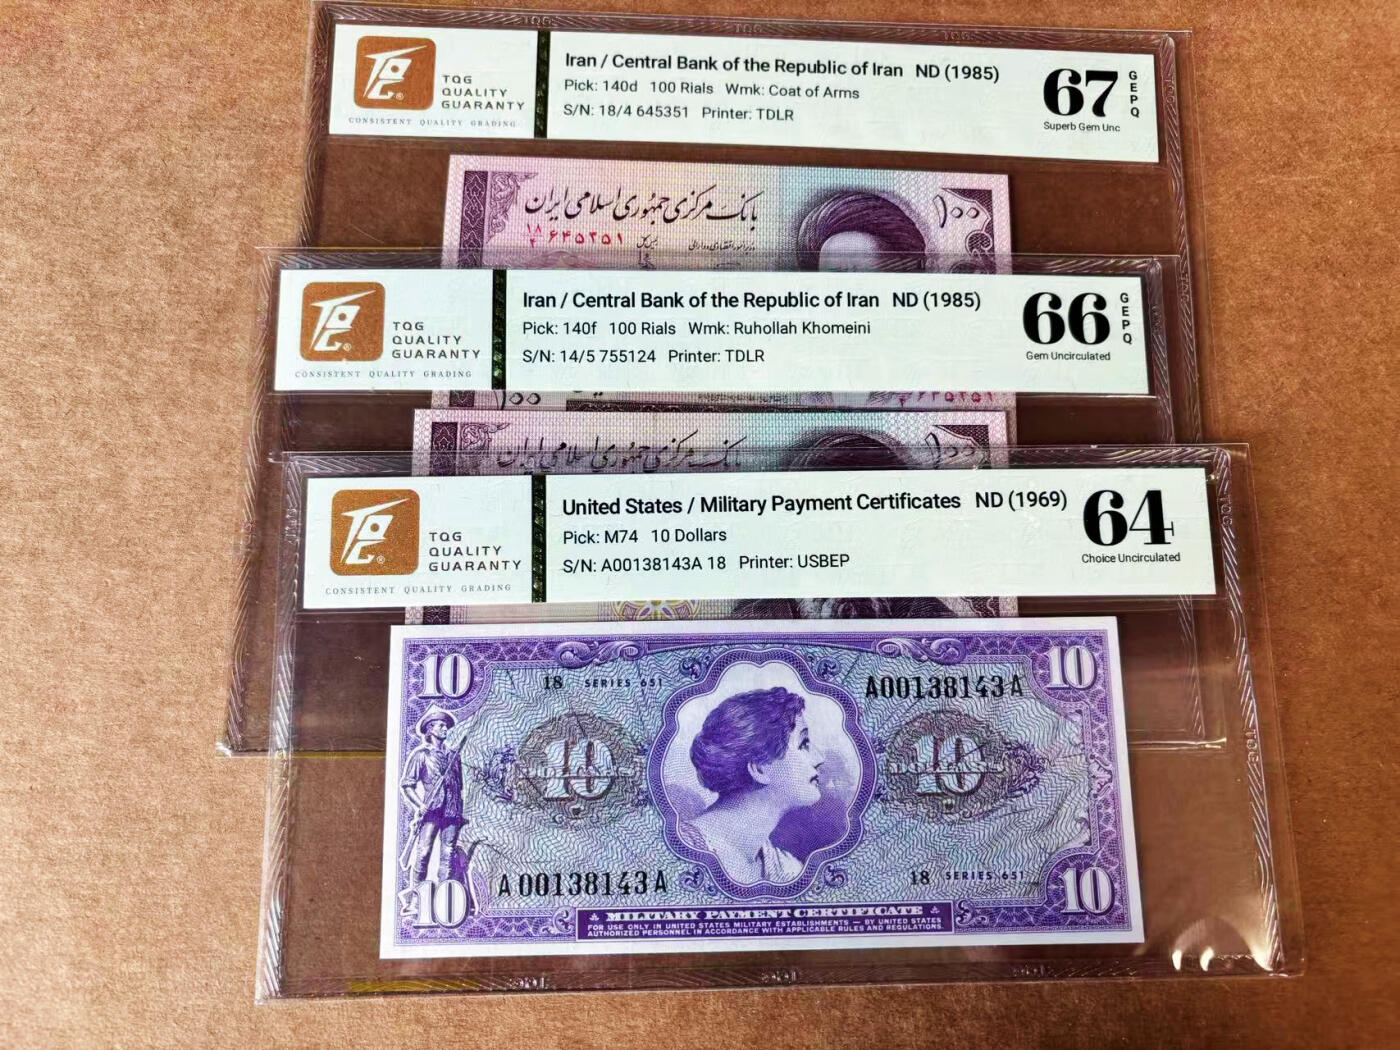 TQG
QUALITY
GUARANTY
CONSISTENT QUALITY GRADING
Iran / Central Bank of the Republic of Iran ND (1985)
Pick: 140d 100 Rials Wmk: Coat of Arms
S/N: 18/4 645351 Printer: TDLR
67
GEPQ
Superb Gem Unc
بانک مرکزی جمهوری اسلامی ایران
۱۰۰
۱۸/۴ ۶۴۵۳۵۱
TQG
QUALITY
GUARANTY
CONSISTENT QUALITY GRADING
Iran / Central Bank of the Republic of Iran ND (1985)
Pick: 140f 100 Rials Wmk: Ruhollah Khomeini
S/N: 14/5 755124 Printer: TDLR
66
GEPQ
Gem Uncirculated
۱۰۰
بانک مرکزی جمهوری اسلامی ایران
۱۰۰
TQG
QUALITY
GUARANTY
CONSISTENT QUALITY GRADING
United States / Military Payment Certificates ND (1969)
Pick: M74 10 Dollars
S/N: A00138143A 18 Printer: USBEP
64
Choice Uncirculated
10
18 SERIES 651
A00138143A
10
10
10
A00138143A
18 SERIES 651
10
10
MILITARY PAYMENT CERTIFICATE
FOR USE ONLY IN UNITED STATES MILITARY ESTABLISHMENTS — BY UNITED STATES
AUTHORIZED PERSONNEL IN ACCORDANCE WITH APPLICABLE RULES AND REGULATIONS.